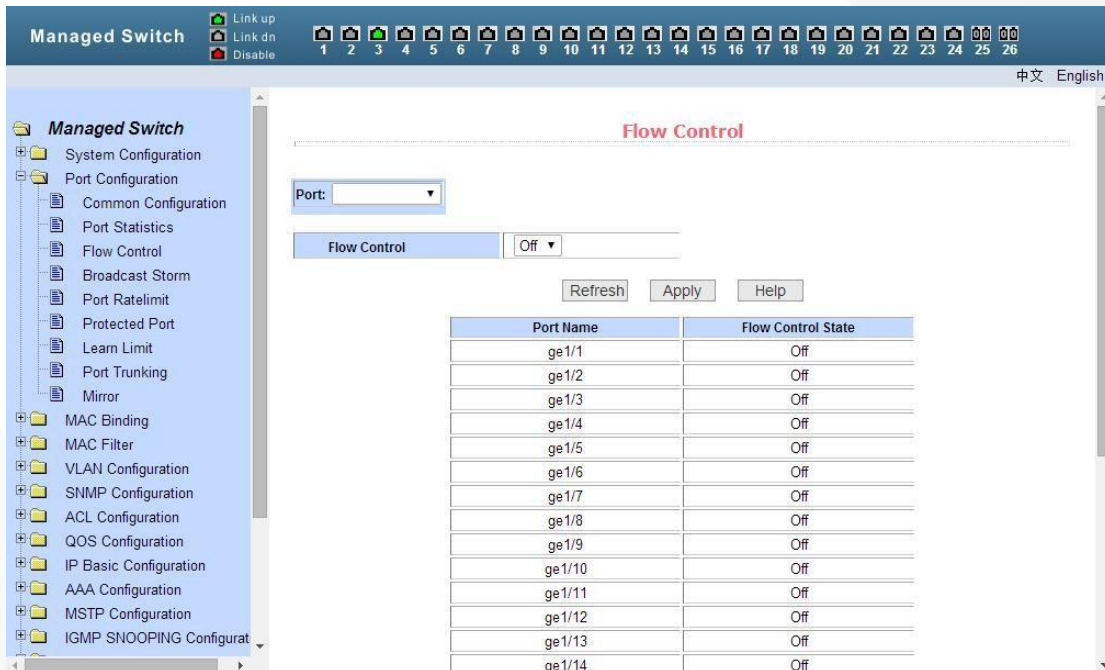 Managed Switch
Link up
Link dn
Disable
1 2 3 4 5 6 7 8 9 10 11 12 13 14 15 16 17 18 19 20 21 22 23 24 25 26
中文 English
Managed Switch
System Configuration
Port Configuration
Common Configuration
Port Statistics
Flow Control
Broadcast Storm
Port Ratelimit
Protected Port
Learn Limit
Port Trunking
Mirror
MAC Binding
MAC Filter
VLAN Configuration
SNMP Configuration
ACL Configuration
QOS Configuration
IP Basic Configuration
AAA Configuration
MSTP Configuration
IGMP SNOOPING Configurat
Flow Control
Port:
Flow Control Off
Refresh Apply Help
Port Name Flow Control State
ge1/1 Off
ge1/2 Off
ge1/3 Off
ge1/4 Off
ge1/5 Off
ge1/6 Off
ge1/7 Off
ge1/8 Off
ge1/9 Off
ge1/10 Off
ge1/11 Off
ge1/12 Off
ge1/13 Off
ge1/14 Off